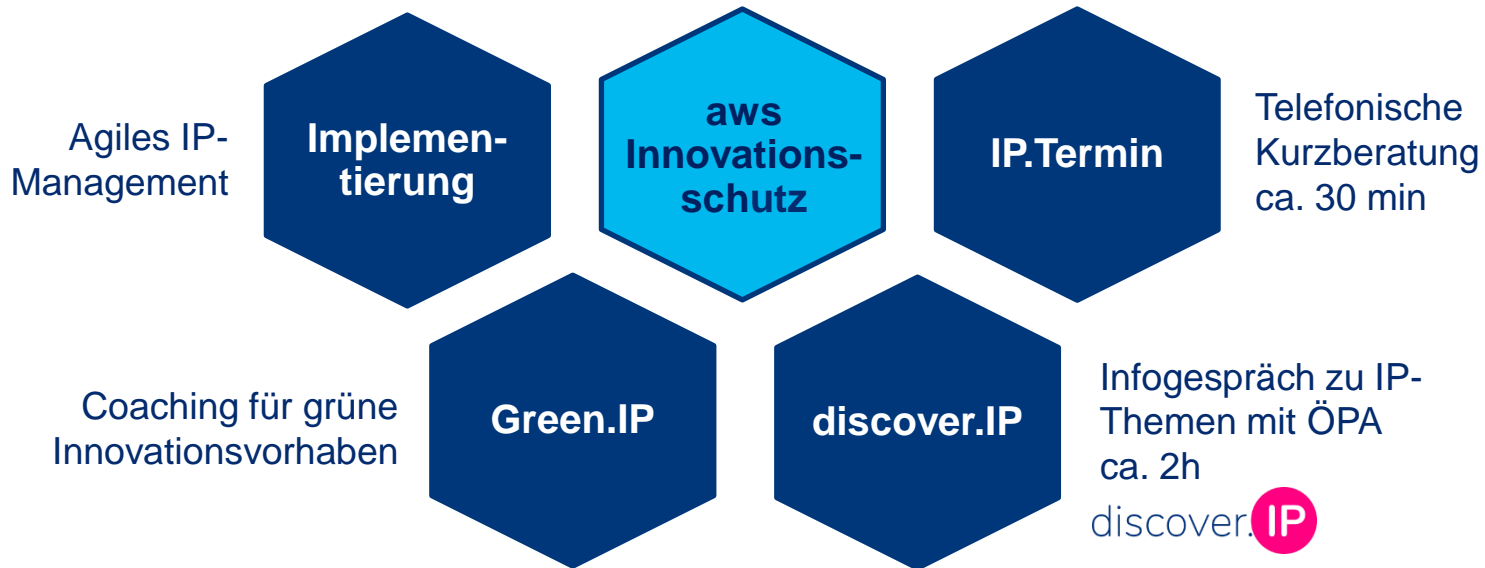 Agiles IP-
Management
Implemen-
tierung
aws
Innovations-
schutz
IP.Termin
Telefonische
Kurzberatung
ca. 30 min
Coaching für grüne
Innovationsvorhaben
Green.IP
discover.IP
Infogespräch zu IP-
Themen mit ÖPA
ca. 2h
discover.IP